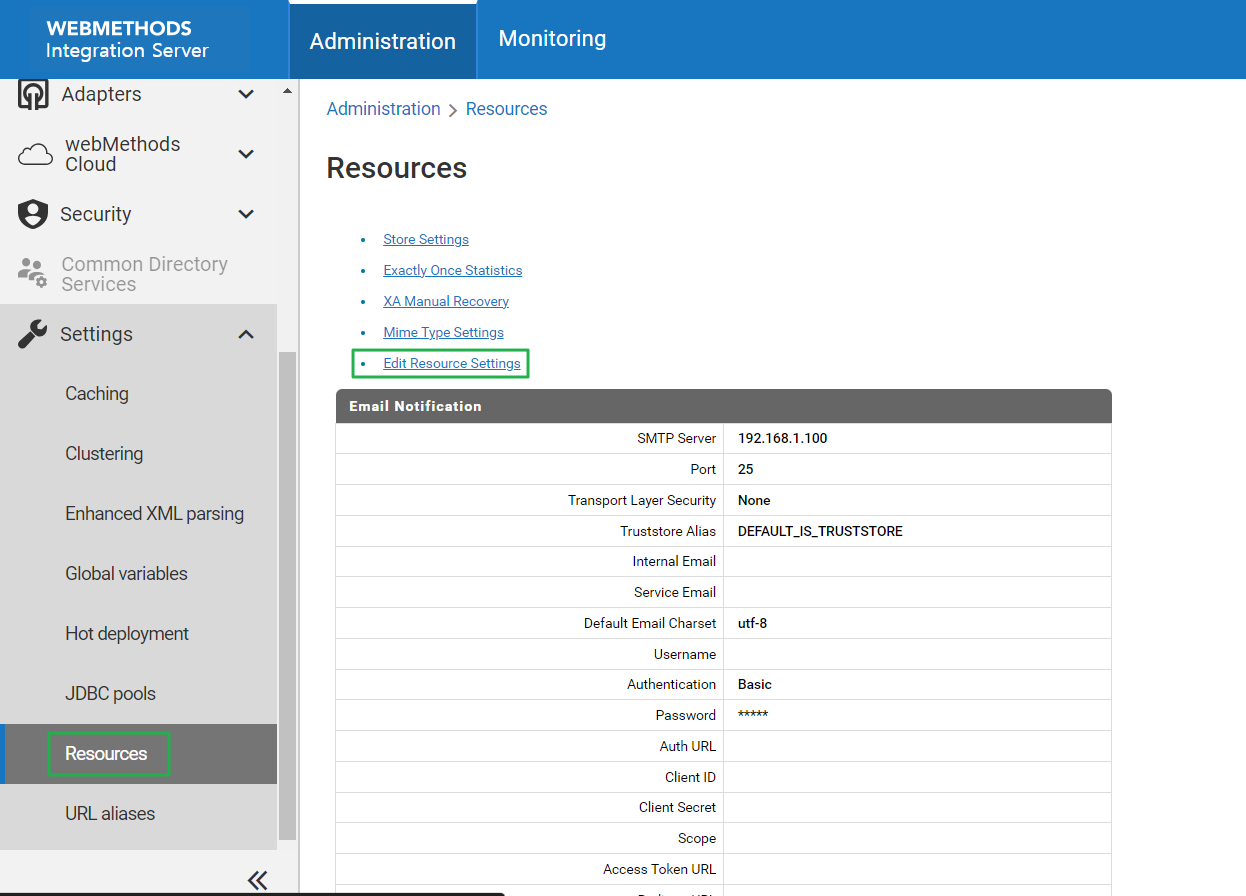 WEBMETHODS
Integration Server
Administration
Monitoring
Adapters
webMethods
Cloud
Security
Common Directory
Services
Settings
Caching
Clustering
Enhanced XML parsing
Global variables
Hot deployment
JDBC pools
Resources
URL aliases
Administration > Resources
Resources
• Store Settings
• Exactly Once Statistics
• XA Manual Recovery
• Mime Type Settings
• Edit Resource Settings
Email Notification
SMTP Server 192.168.1.100
Port 25
Transport Layer Security None
Truststore Alias DEFAULT_IS_TRUSTSTORE
Internal Email
Service Email
Default Email Charset utf-8
Username
Authentication Basic
Password *****
Auth URL
Client ID
Client Secret
Scope
Access Token URL